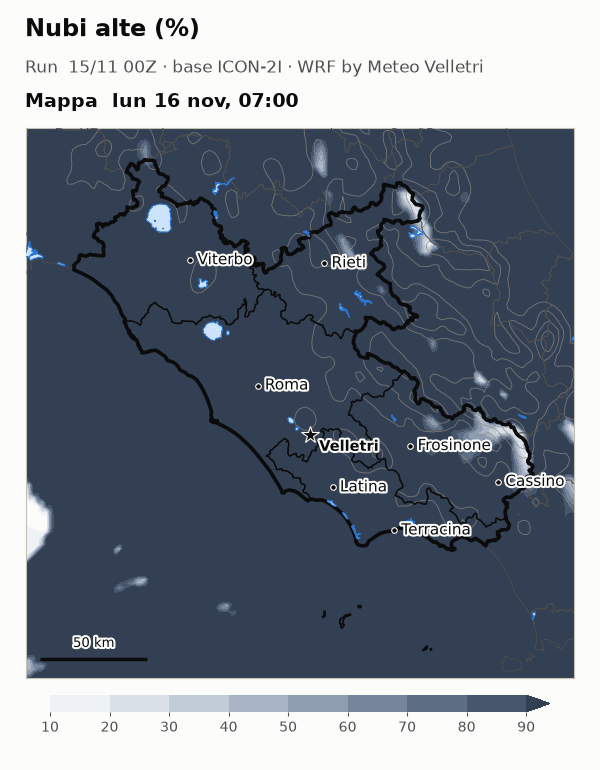 Nubi alte (%)
Run  15/11 00Z · base ICON-2I · WRF by Meteo Velletri
Mappa  lun 16 nov, 07:00
Viterbo
Rieti
Roma
Velletri
Frosinone
Latina
Cassino
Terracina
50 km
10 20 30 40 50 60 70 80 90